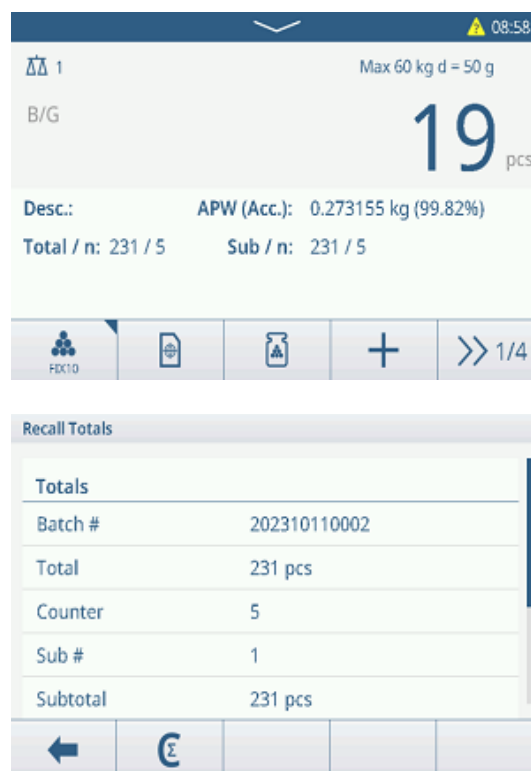 08:58
1 Max 60 kg d = 50 g
B/G
19 pcs
Desc.: APW (Acc.): 0.273155 kg (99.82%)
Total / n: 231 / 5 Sub / n: 231 / 5
FIX10
1/4
Recall Totals
Totals
Batch # 202310110002
Total 231 pcs
Counter 5
Sub # 1
Subtotal 231 pcs